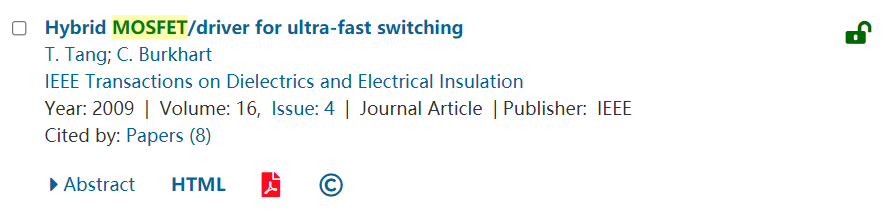 Hybrid MOSFET/driver for ultra-fast switching
T. Tang; C. Burkhart
IEEE Transactions on Dielectrics and Electrical Insulation
Year: 2009 | Volume: 16, Issue: 4 | Journal Article | Publisher: IEEE
Cited by: Papers (8)
Abstract HTML ©